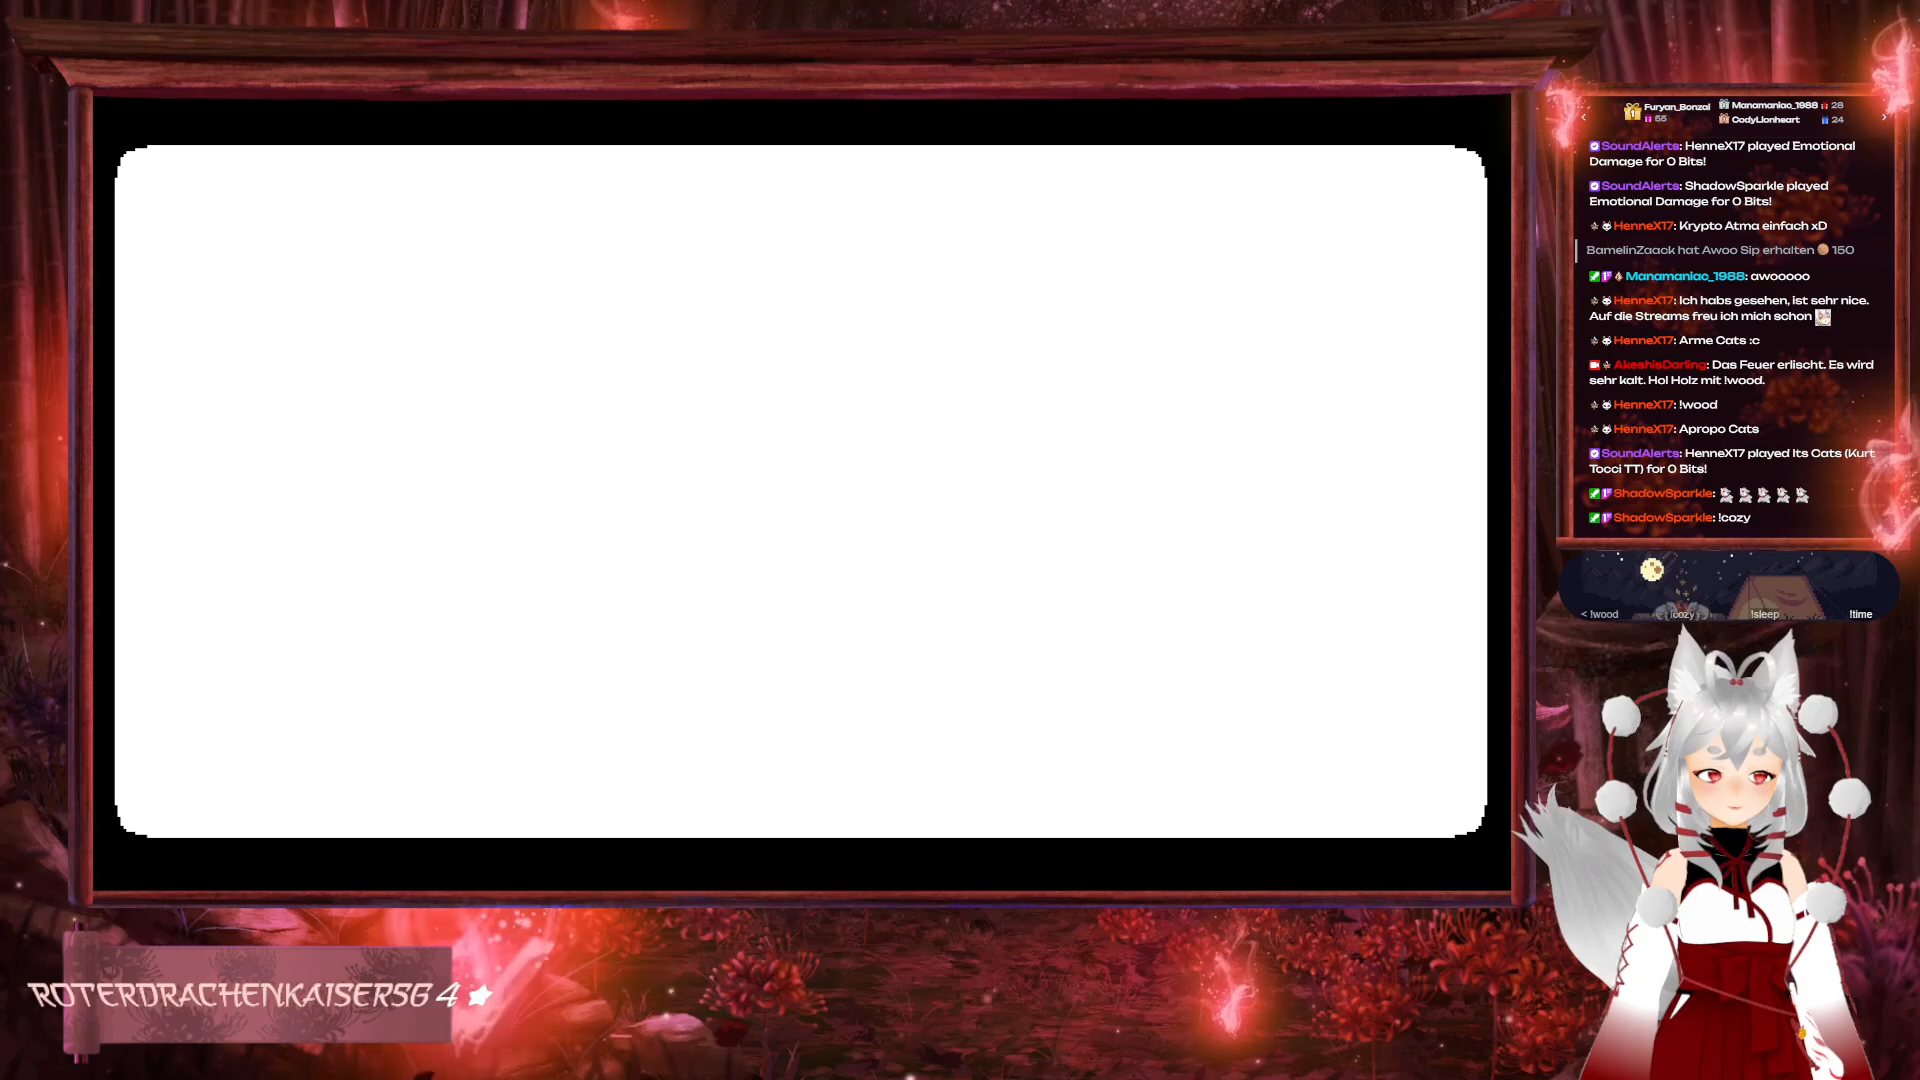 Furyan_Bonzai
55
Manamaniac_1988 28
CodyLionheart 24
SoundAlerts: HenneX17 played Emotional
Damage for 0 Bits!
SoundAlerts: ShadowSparkle played
Emotional Damage for 0 Bits!
HenneX17: Krypto Atma einfach xD
BamelinZaack hat Awoo Sip erhalten 150
Manamaniac_1988: awooooo
HenneX17: Ich habs gesehen, ist sehr nice.
Auf die Streams freu ich mich schon
HenneX17: Arme Cats :c
AkeshisDarling: Das Feuer erlischt. Es wird
sehr kalt. Hol Holz mit !wood.
HenneX17: !wood
HenneX17: Apropo Cats
SoundAlerts: HenneX17 played Its Cats (Kurt
Tocci TT) for 0 Bits!
ShadowSparkle:
ShadowSparkle: !cozy
< !wood !cozy !sleep !time
ROTERDRACHENKAISERSG 4